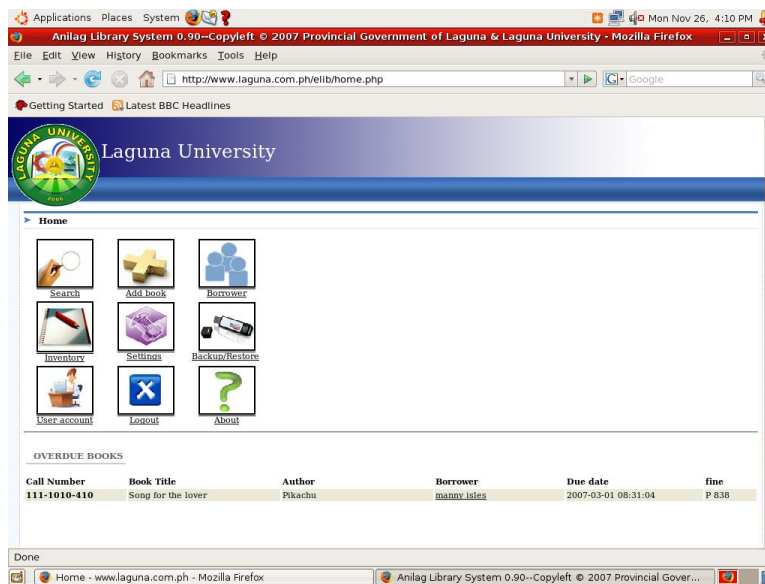 Applications Places System Mon Nov 26, 4:10 PM
Anilag Library System 0.90--Copyleft © 2007 Provincial Government of Laguna & Laguna University - Mozilla Firefox
File Edit View History Bookmarks Tools Help
http://www.laguna.com.ph/elib/home.php G Google
Getting Started Latest BBC Headlines
LAGUNA UNIVERSITY
2006
Laguna University
Home
Search Add book Borrower
Inventory Settings Backup/Restore
User account Logout About
OVERDUE BOOKS
Call Number Book Title Author Borrower Due date fine
111-1010-410 Song for the lover Pikachu manny isles 2007-03-01 08:31:04 P 838
Done
Home - www.laguna.com.ph - Mozilla Firefox Anilag Library System 0.90--Copyleft © 2007 Provincial Gover...